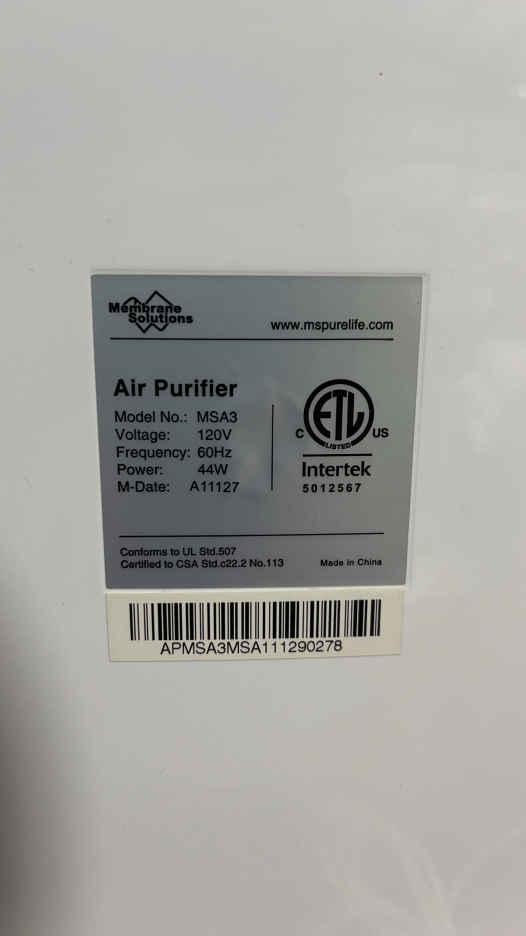 Membrane
Solutions
www.mspurelife.com
Air Purifier
Model No.: MSA3
Voltage: 120V
Frequency: 60Hz
Power: 44W
M-Date: A11127
ETL
LISTED
C US
Intertek
5012567
Conforms to UL Std.507
Certified to CSA Std.c22.2 No.113
Made in China
APMSA3MSA111290278